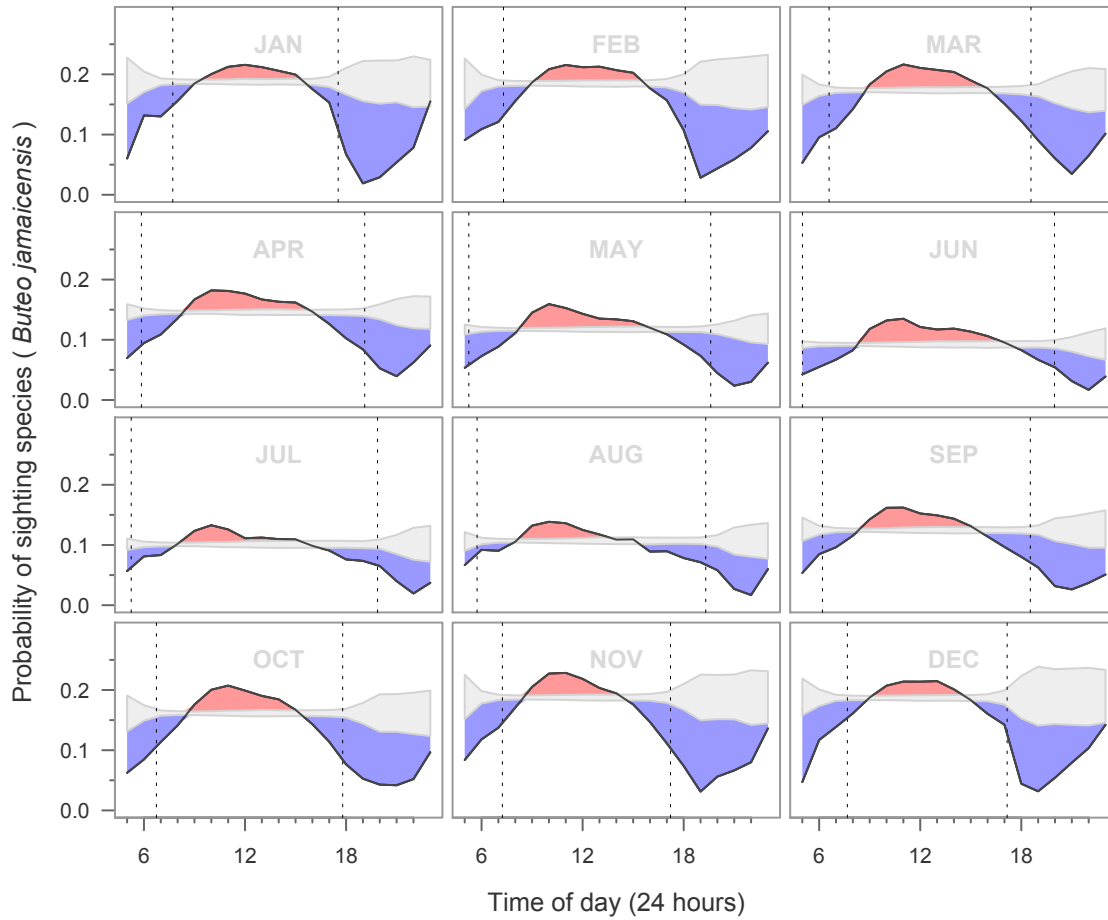 Probability of sighting species ( Buteo jamaicensis )
JAN
FEB
MAR
0.2
0.1
0.0
APR
MAY
JUN
0.2
0.1
0.0
JUL
AUG
SEP
0.2
0.1
0.0
OCT
NOV
DEC
0.2
0.1
0.0
6 12 18 6 12 18 6 12 18
Time of day (24 hours)